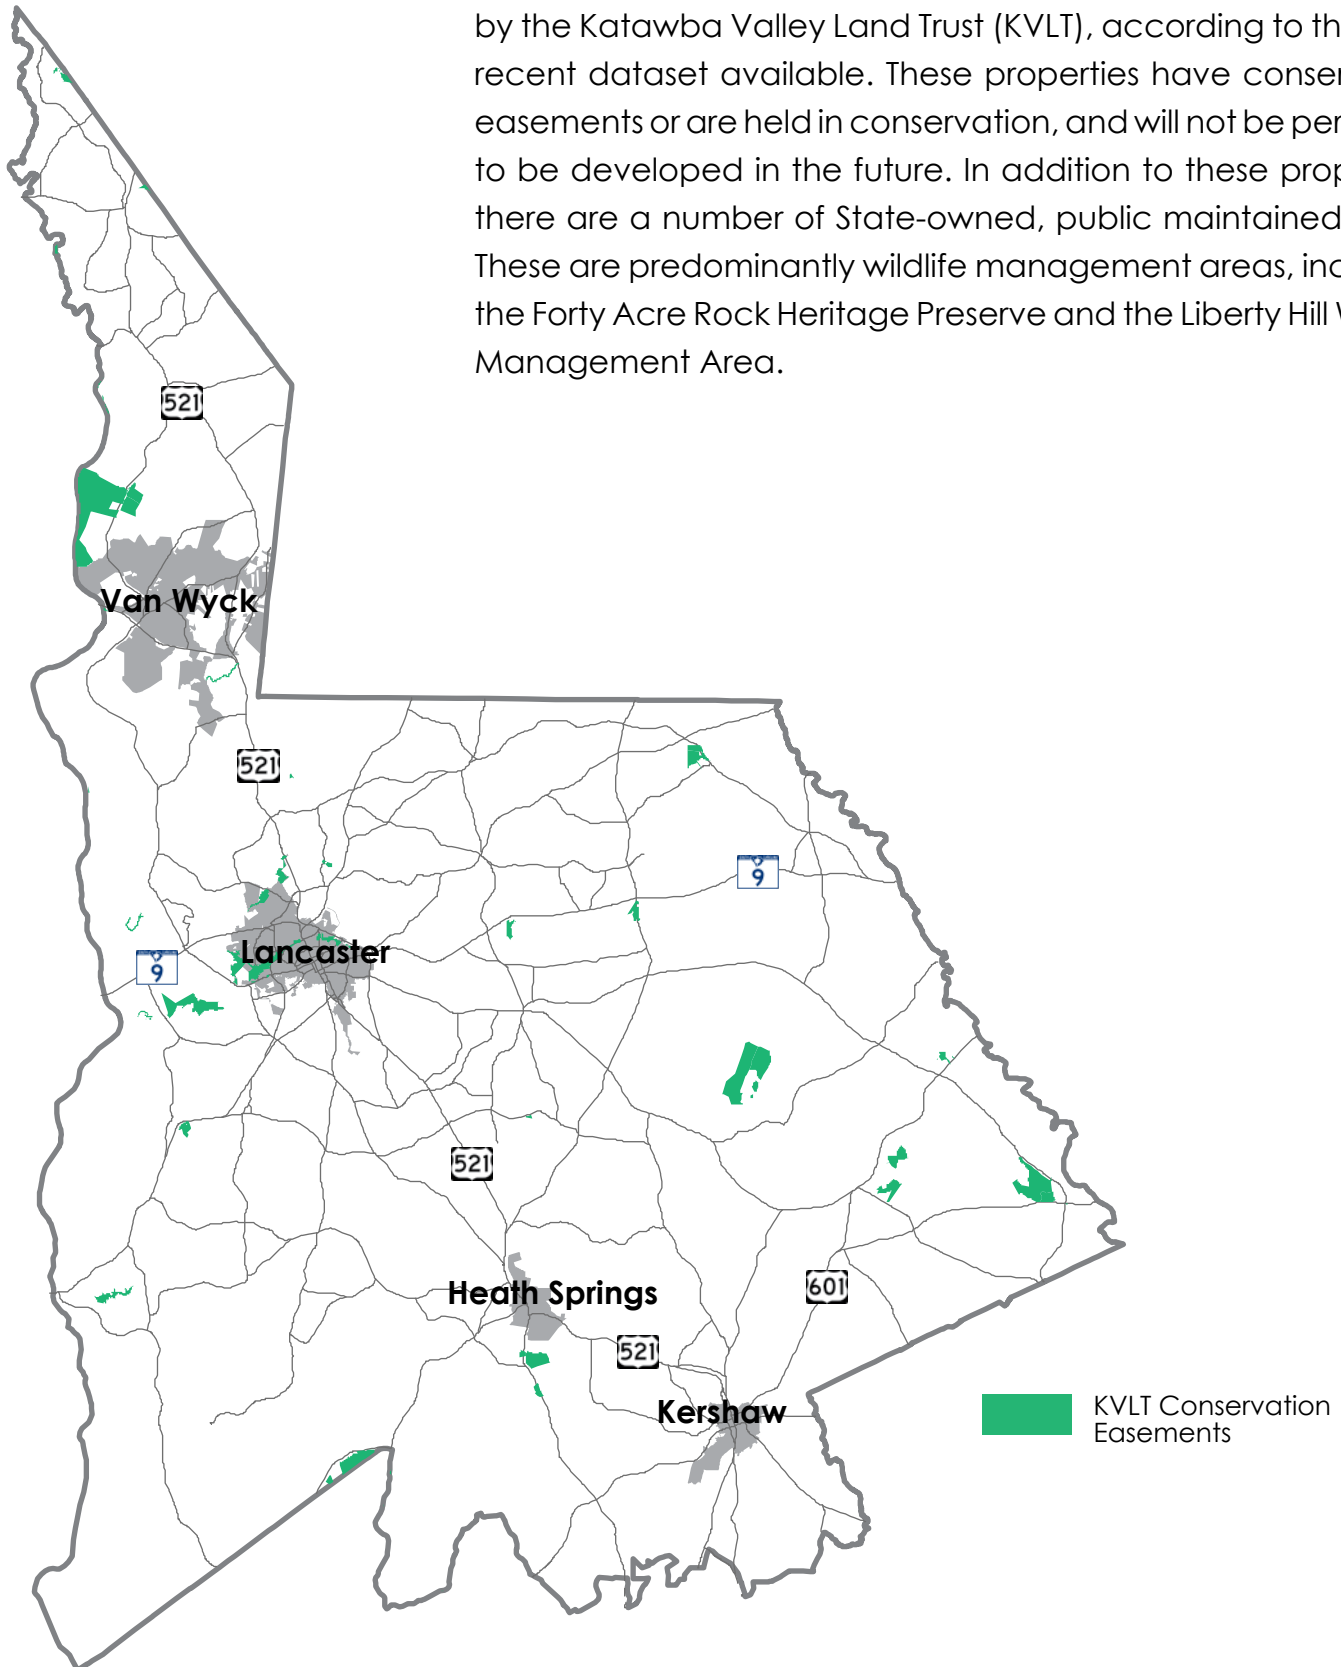 by the Katawba Valley Land Trust (KVLT), according to th
recent dataset available. These properties have conser
easements or are held in conservation, and will not be per
to be developed in the future. In addition to these prop
there are a number of State-owned, public maintained
These are predominantly wildlife management areas, inc
the Forty Acre Rock Heritage Preserve and the Liberty Hill
Management Area.
521
Van Wyck
521
9
Lancaster
9
521
Heath Springs
601
521
Kershaw
KVLT Conservation
Easements